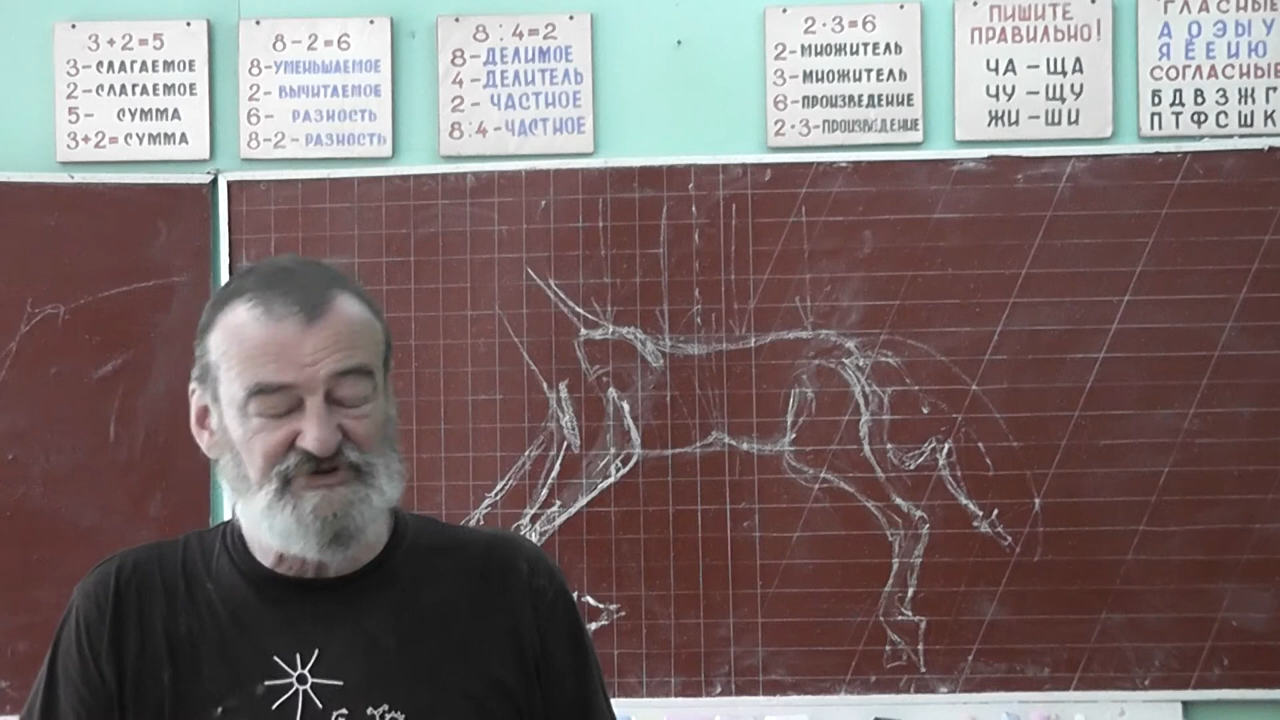 3+2=5
3-СЛАГАЕМОЕ
2-СЛАГАЕМОЕ
5- СУММА
3+2=СУММА
8-2=6
8-УМЕНЬШАЕМОЕ
2-ВЫЧИТАЕМОЕ
6- РАЗНОСТЬ
8-2-РАЗНОСТЬ
8:4=2
8-ДЕЛИМОЕ
4-ДЕЛИТЕЛЬ
2-ЧАСТНОЕ
8:4-ЧАСТНОЕ
2·3=6
2-МНОЖИТЕЛЬ
3-МНОЖИТЕЛЬ
6-ПРОИЗВЕДЕНИЕ
2·3-ПРОИЗВЕДЕНИЕ
ПИШИТЕ
ПРАВИЛЬНО!
ЧА-ЩА
ЧУ-ЩУ
ЖИ-ШИ
ГЛАСНЫЕ
А О Э Ы У
Я Ё Е И Ю
СОГЛАСНЫЕ
Б Д В З Ж Г
П Т Ф С Ш К